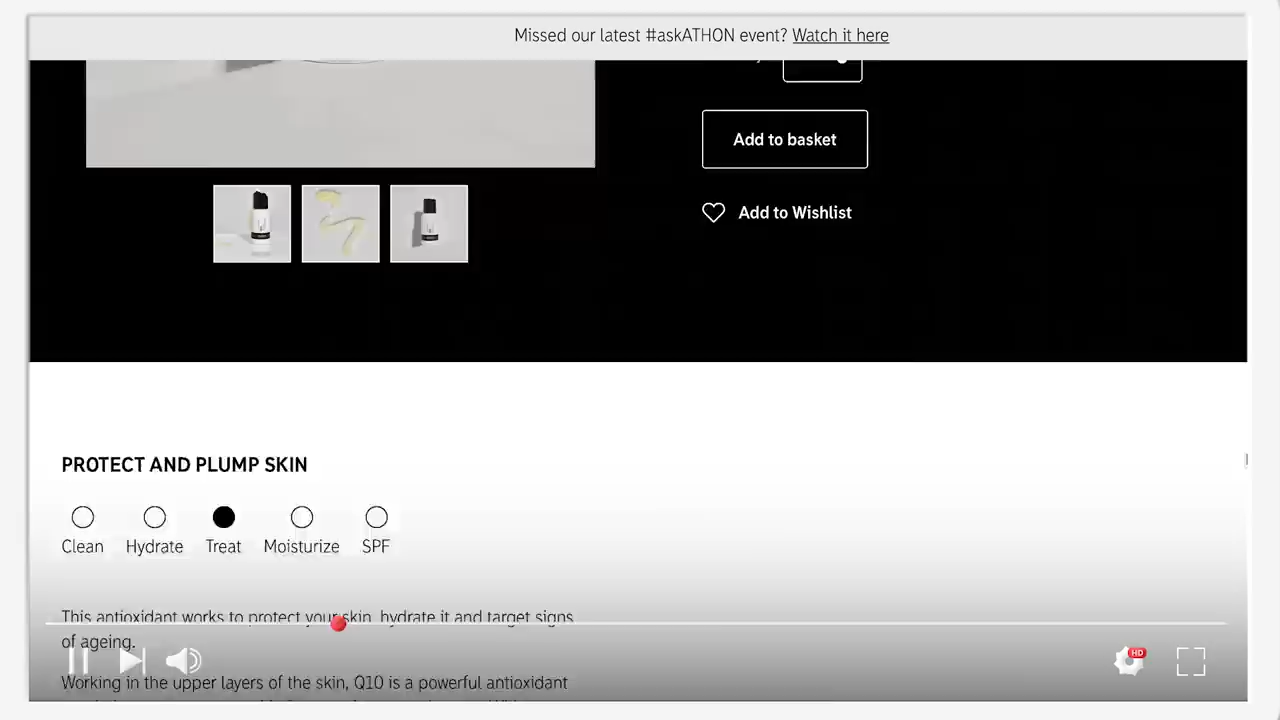 Missed our latest #askATHON event? Watch it here
Add to basket
Add to Wishlist
PROTECT AND PLUMP SKIN
Clean Hydrate Treat Moisturize SPF
This antioxidant works to protect your skin, hydrate it and target signs
of ageing.
HD
Working in the upper layers of the skin, Q10 is a powerful antioxidant